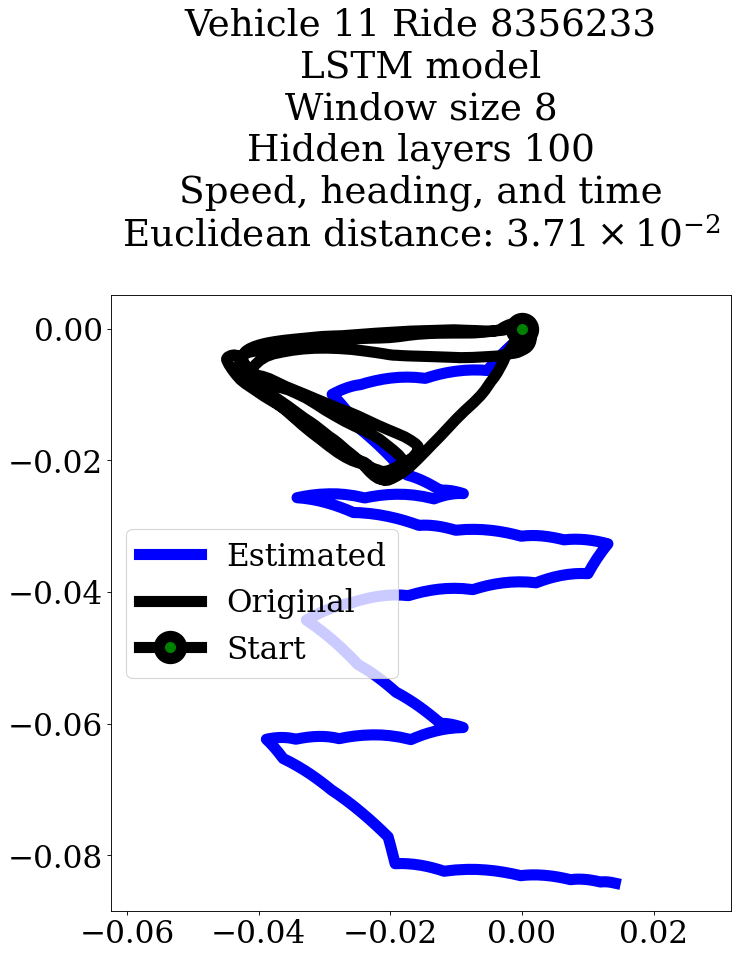 Vehicle 11 Ride 8356233
LSTM model
Window size 8
Hidden layers 100
Speed, heading, and time
Euclidean distance: 3.71 × 10⁻²
0.00
−0.02
−0.04
−0.06
−0.08
Estimated
Original
Start
−0.06 −0.04 −0.02 0.00 0.02